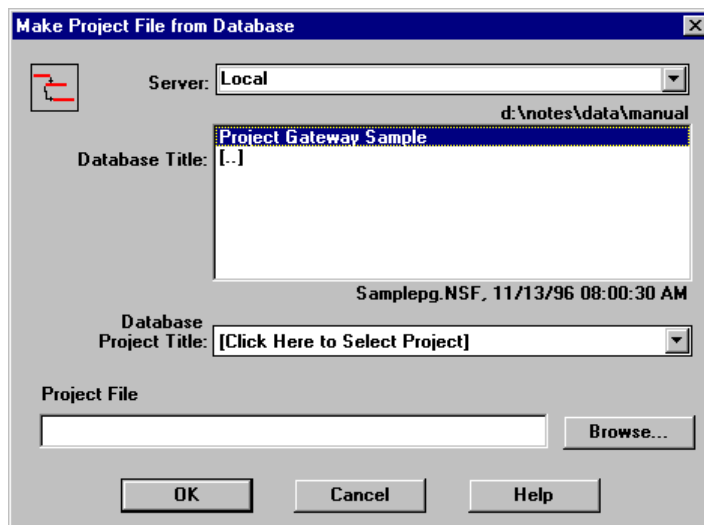 Make Project File from Database
Server: Local
d:\notes\data\manual
Database Title: Project Gateway Sample
[..]
Samplepg.NSF, 11/13/96 08:00:30 AM
Database
Project Title: [Click Here to Select Project]
Project File
Browse...
OK Cancel Help